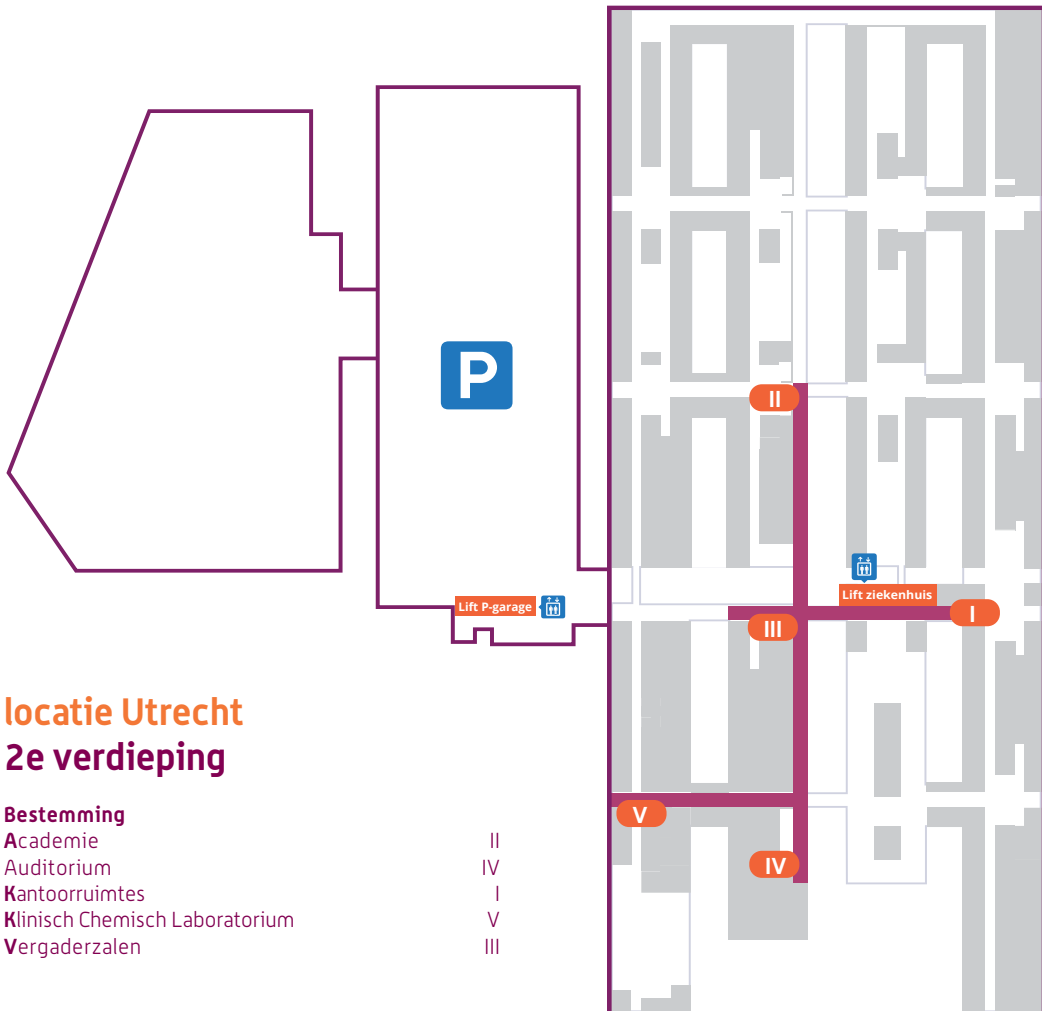 P
II
Lift ziekenhuis
Lift P-garage
I
III
locatie Utrecht
2e verdieping
Bestemming
Academie II
Auditorium IV
Kantoorruimtes I
Klinisch Chemisch Laboratorium V
Vergaderzalen III
V
IV